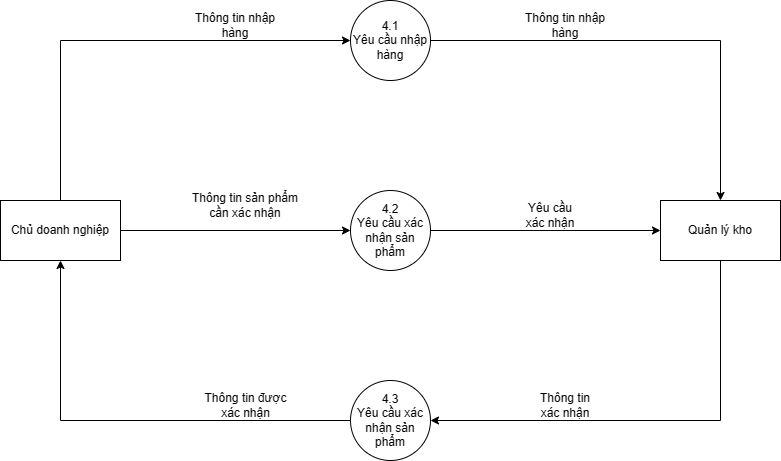 Thông tin nhập
hàng
4.1
Yêu cầu nhập
hàng
Thông tin nhập
hàng
Chủ doanh nghiệp
Thông tin sản phẩm
cần xác nhận
4.2
Yêu cầu xác
nhận sản
phẩm
Yêu cầu
xác nhận
Quản lý kho
Thông tin được
xác nhận
4.3
Yêu cầu xác
nhận sản
phẩm
Thông tin
xác nhận